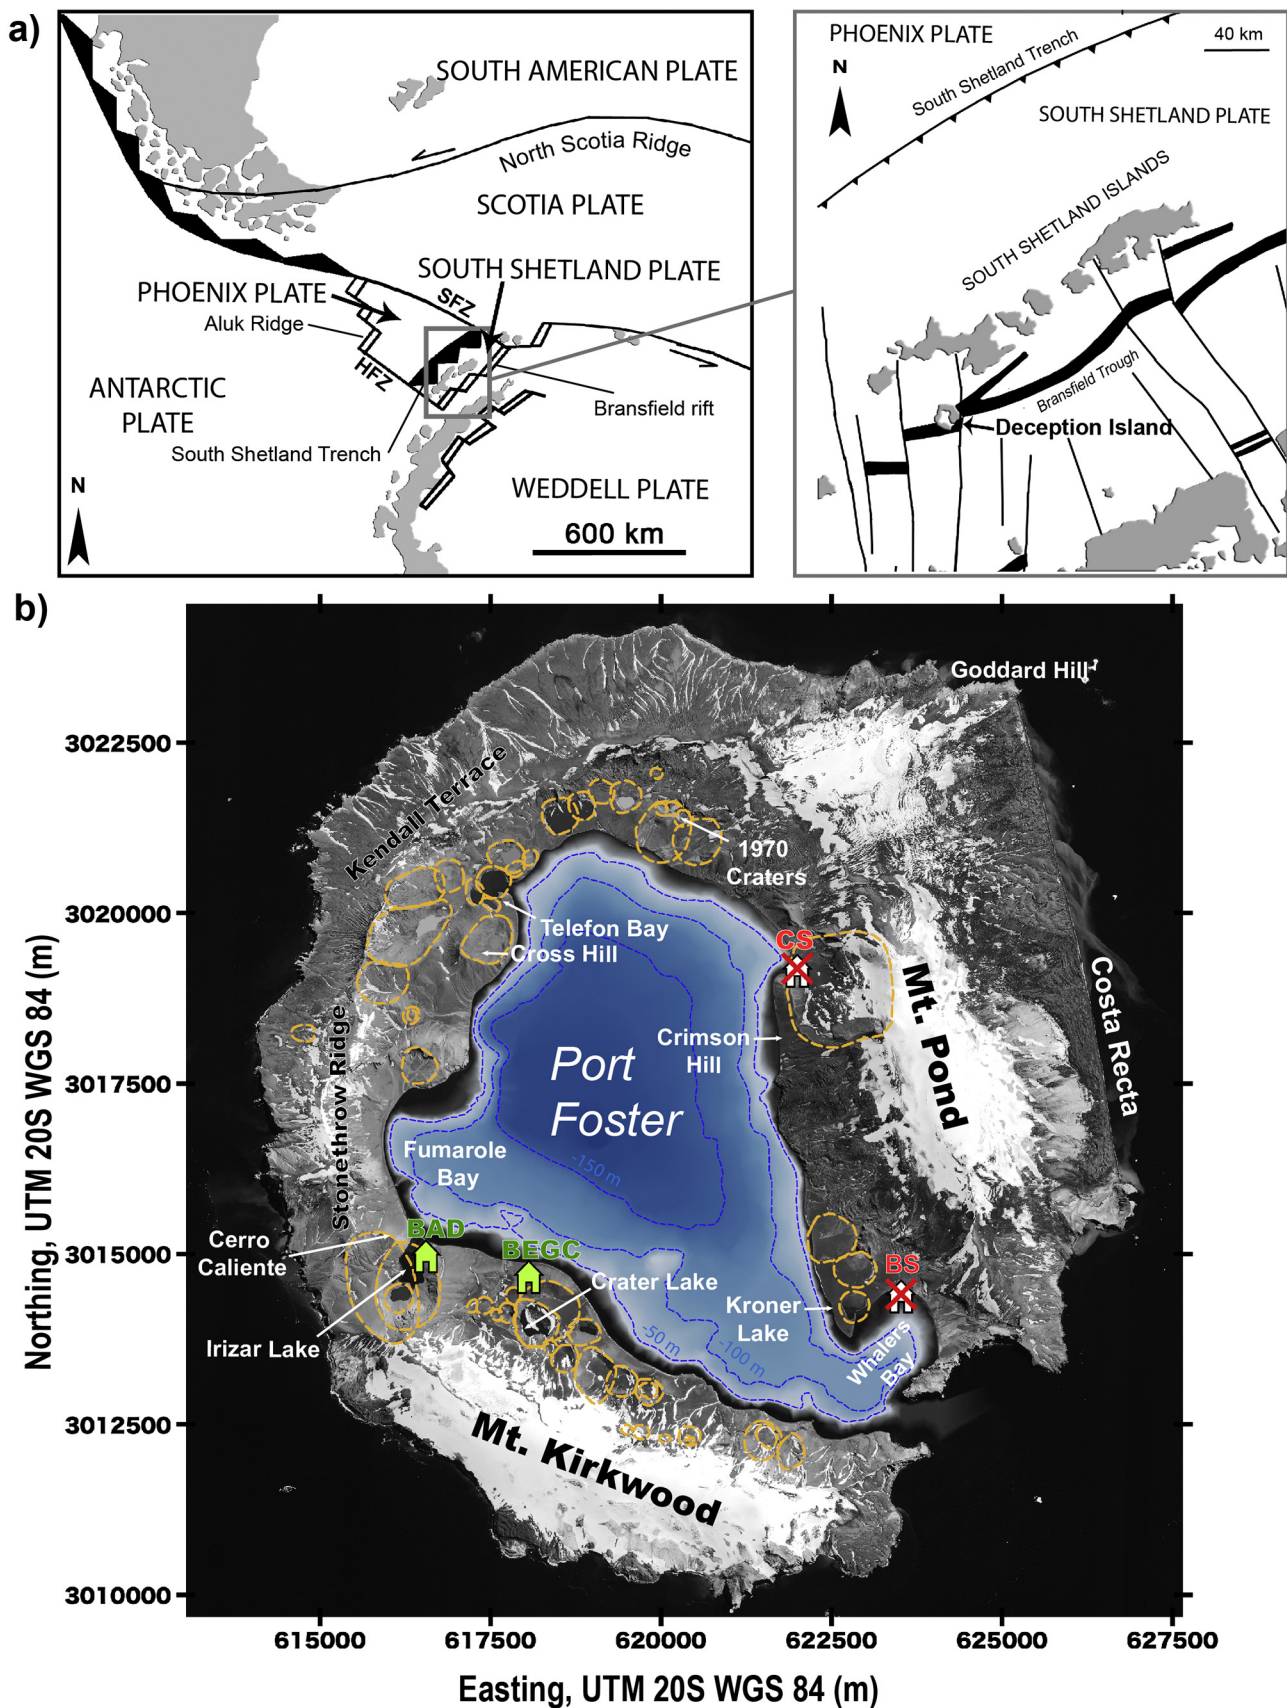 a)
SOUTH AMERICAN PLATE
North Scotia Ridge
SCOTIA PLATE
SOUTH SHETLAND PLATE
PHOENIX PLATE
SFZ
Aluk Ridge
HFZ
ANTARCTIC
PLATE
Bransfield rift
South Shetland Trench
N
WEDDELL PLATE
600 km
PHOENIX PLATE
40 km
N
South Shetland Trench
SOUTH SHETLAND PLATE
SOUTH SHETLAND ISLANDS
Bransfield Trough
Deception Island
b)
Goddard Hill
Kendall Terrace
1970
Craters
Telefon Bay
Cross Hill
CS
Mt. Pond
Costa Recta
Crimson
Hill
Port
Foster
Stonethrow Ridge
Fumarole
Bay
-150 m
Cerro
Caliente
BAD
BEGC
Crater Lake
BS
Kroner
Lake
Irizar Lake
-50 m
-100 m
Whalers
Bay
Mt. Kirkwood
3022500
3020000
3017500
3015000
3012500
3010000
Northing, UTM 20S WGS 84 (m)
615000
617500
620000
622500
625000
627500
Easting, UTM 20S WGS 84 (m)